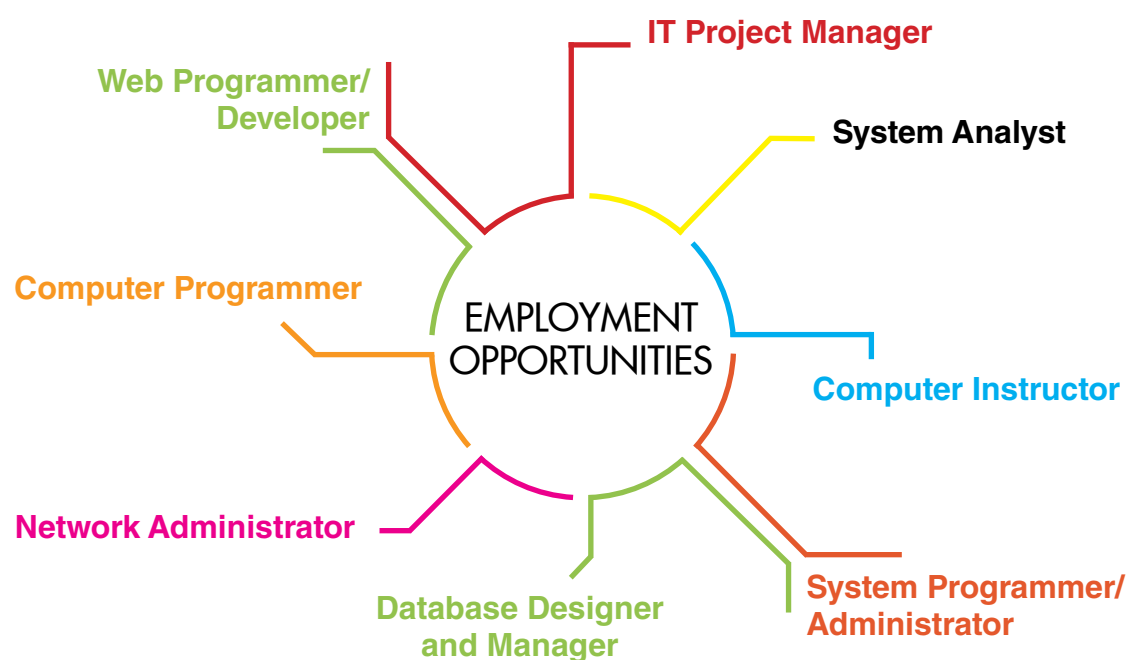 IT Project Manager
Web Programmer/
Developer
System Analyst
Computer Programmer
EMPLOYMENT
OPPORTUNITIES
Computer Instructor
Network Administrator
System Programmer/
Administrator
Database Designer
and Manager